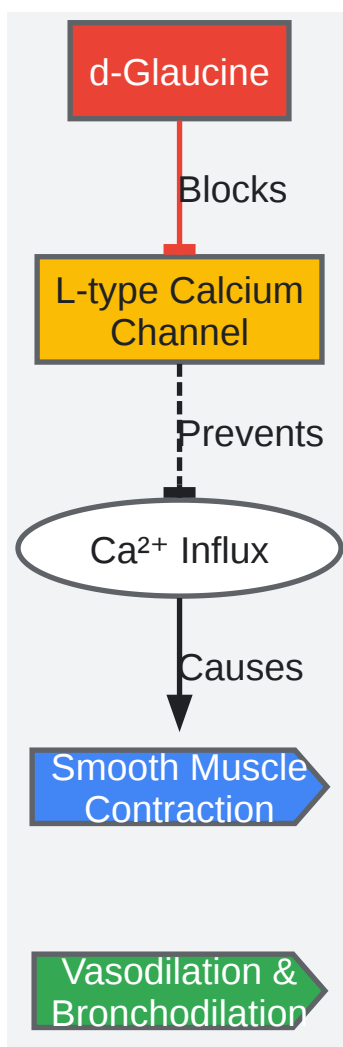 d-Glaucine
Blocks
L-type Calcium
Channel
Prevents
Ca²⁺ Influx
Causes
Smooth Muscle
Contraction
Vasodilation &
Bronchodilation